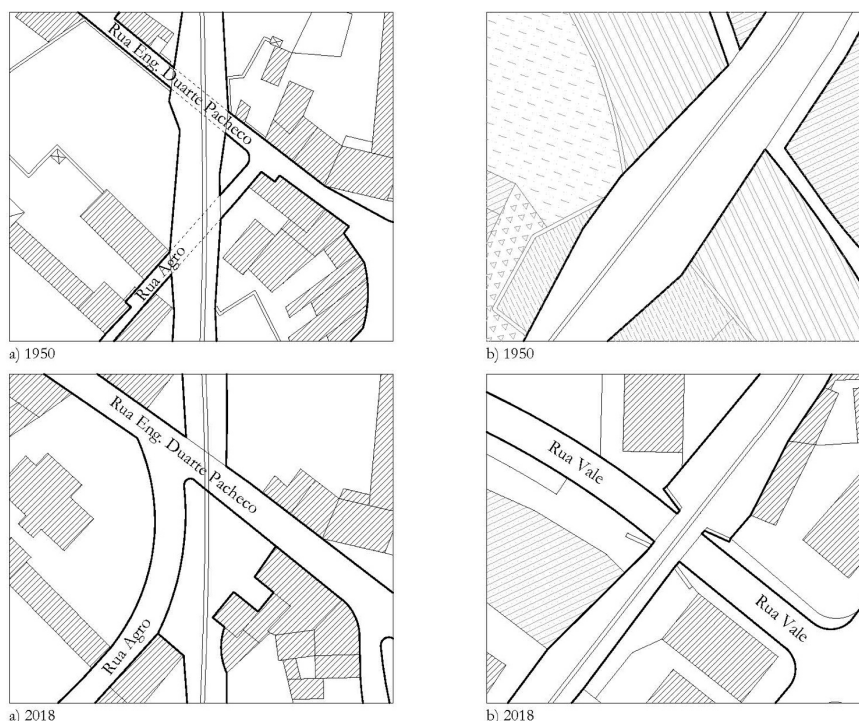 Rua Eng. Duarte Pacheco
Rua Agro
a) 1950
b) 1950
Rua Eng. Duarte Pacheco
Rua Agro
a) 2018
Rua Vale
Rua Vale
b) 2018